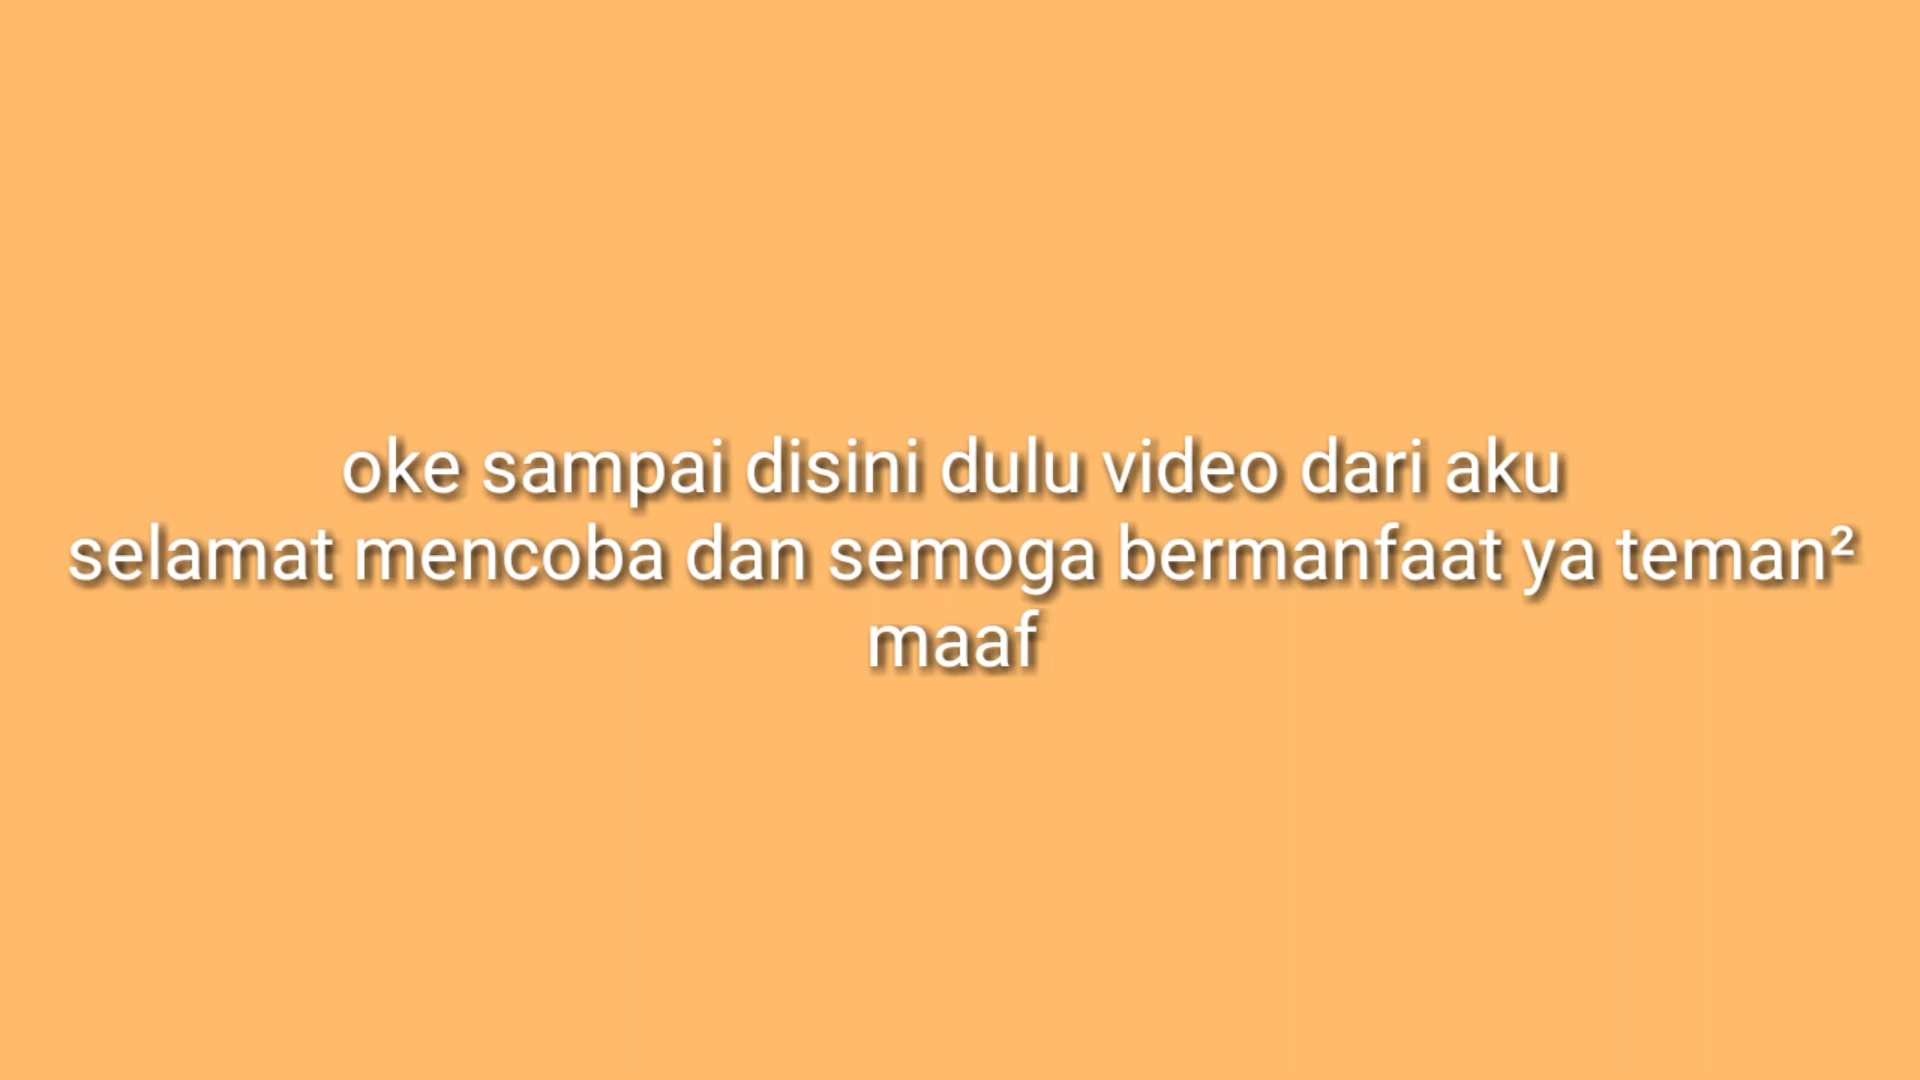 oke sampai disini dulu video dari aku
selamat mencoba dan semoga bermanfaat ya teman²
maaf